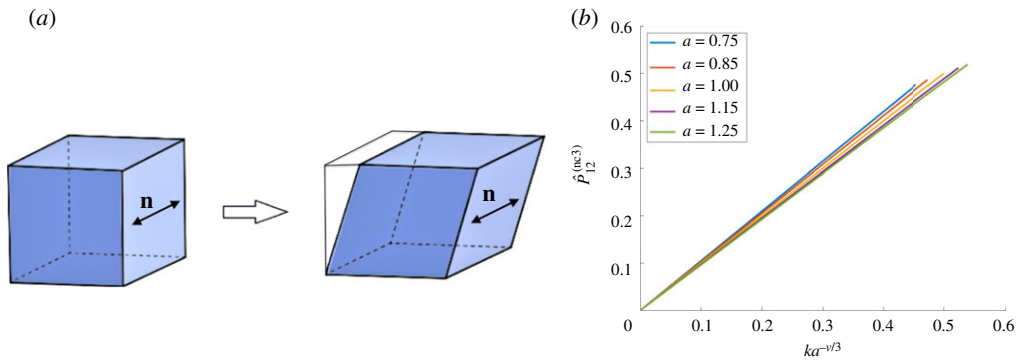 (a)
n
n
(b)
0.6
0.5
0.4
0.3
0.2
0.1
0
a = 0.75
a = 0.85
a = 1.00
a = 1.15
a = 1.25
P̂₁₂⁽ⁿᶜ³⁾
0.1 0.2 0.3 0.4 0.5 0.6
ka⁻ᵛ/³